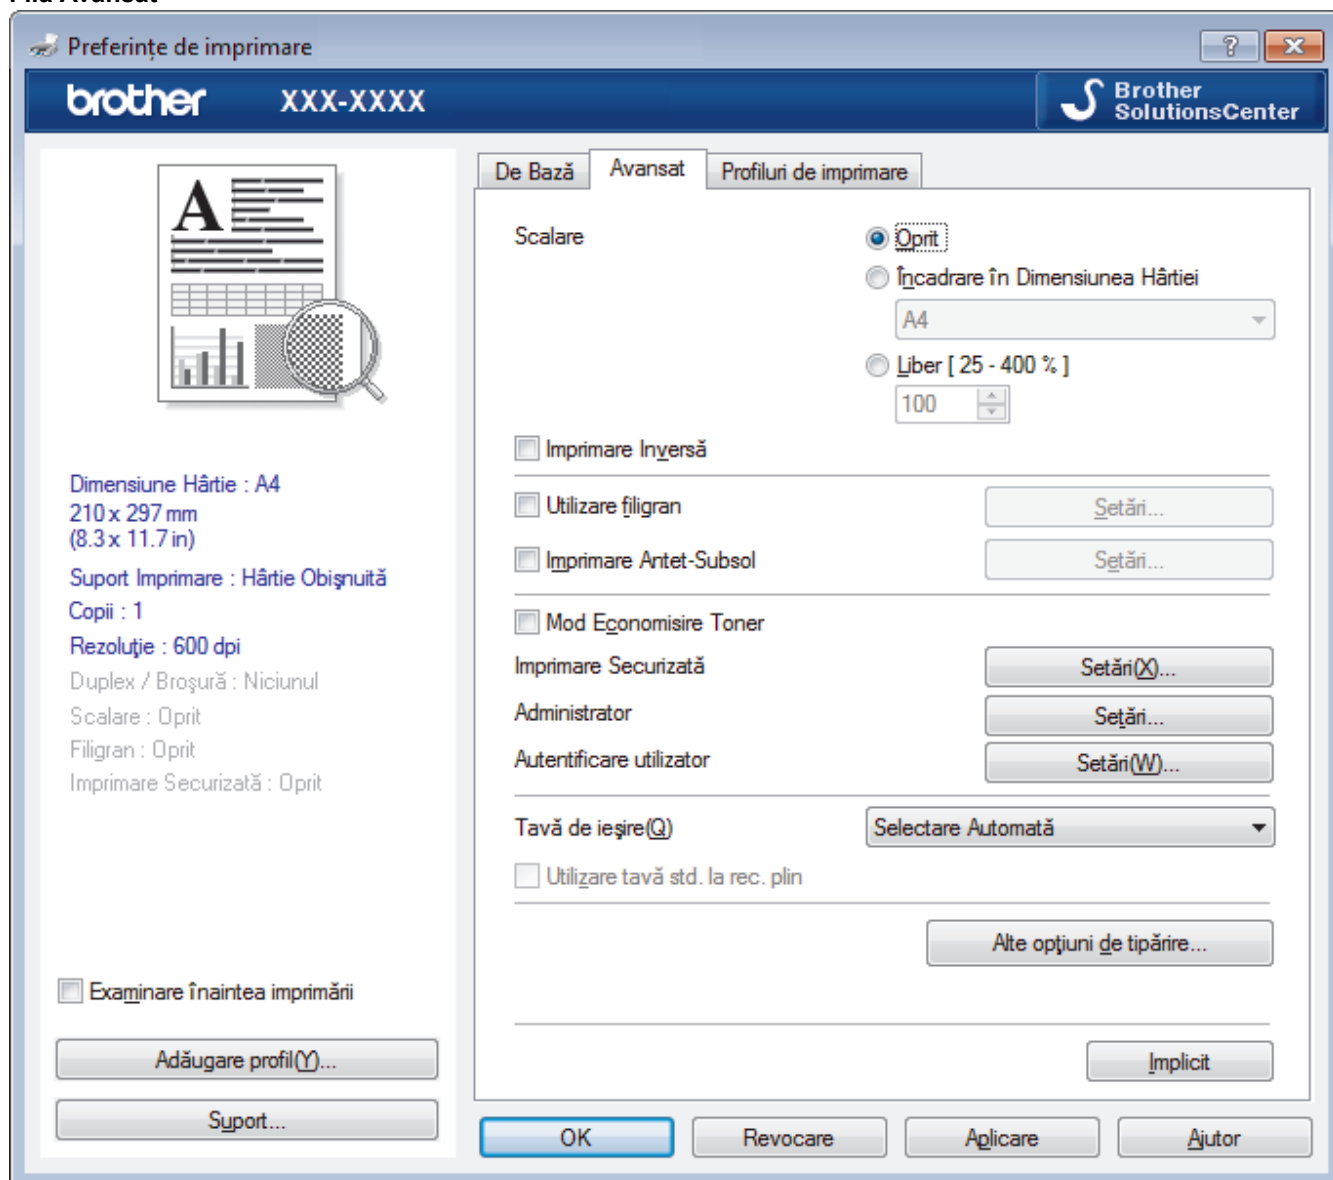 Fila Avansat
Preferințe de imprimare
brother XXX-XXXX
Brother
SolutionsCenter
De Bază Avansat Profiluri de imprimare
A
Scalare
Oprit
Încadrare în Dimensiunea Hârtiei
A4
Liber [ 25 - 400 % ]
100
Imprimare Inversă
Utilizare filigran
Setări...
Imprimare Antet-Subsol
Setări...
Mod Economisire Toner
Imprimare Securizată
Setări(X)...
Administrator
Setări...
Autentificare utilizator
Setări(W)...
Tavă de ieşire(Q)
Selectare Automată
Utilizare tavă std. la rec. plin
Alte opţiuni de tipărire...
Implicit
Dimensiune Hârtie : A4
210 x 297 mm
(8.3 x 11.7 in)
Suport Imprimare : Hârtie Obişnuită
Copii : 1
Rezoluţie : 600 dpi
Duplex / Broşură : Niciunul
Scalare : Oprit
Filigran : Oprit
Imprimare Securizată : Oprit
Examinare înaintea imprimării
Adăugare profil(Y)...
Suport...
OK
Revocare
Aplicare
Ajutor